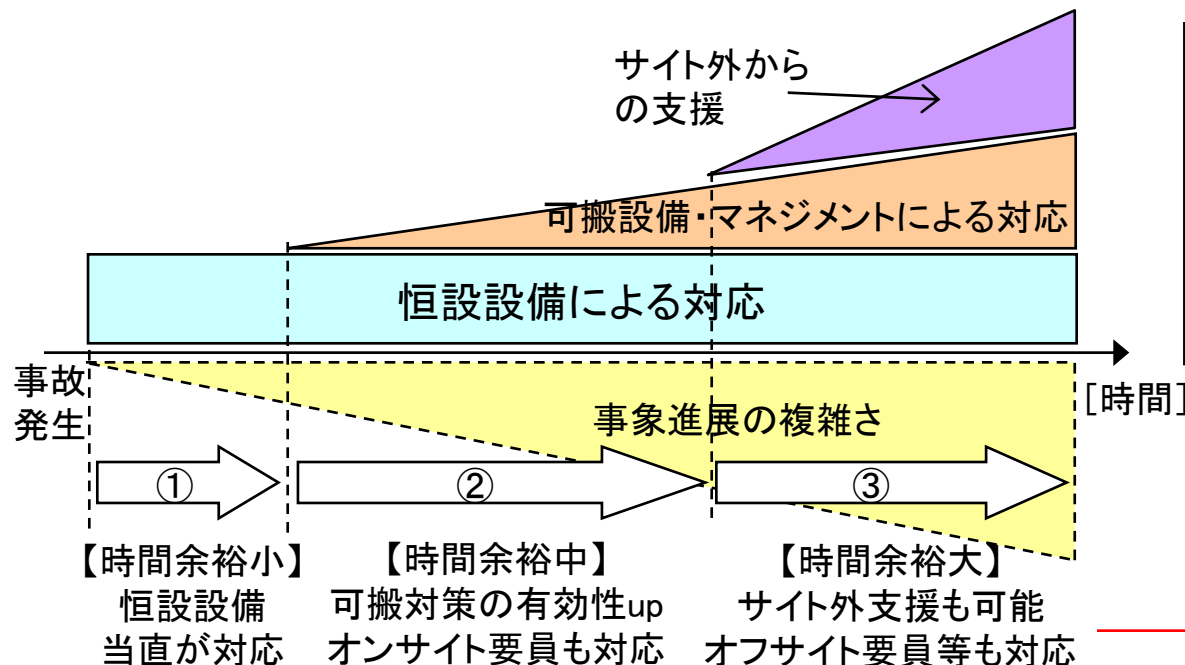 サイト外から
の支援
可搬設備・マネジメントによる対応
恒設設備による対応
事故
発生
[時間]
事象進展の複雑さ
①
②
③
【時間余裕小】
恒設設備
当直が対応
【時間余裕中】
可搬対策の有効性up
オンサイト要員も対応
【時間余裕大】
サイト外支援も可能
オフサイト要員等も対応